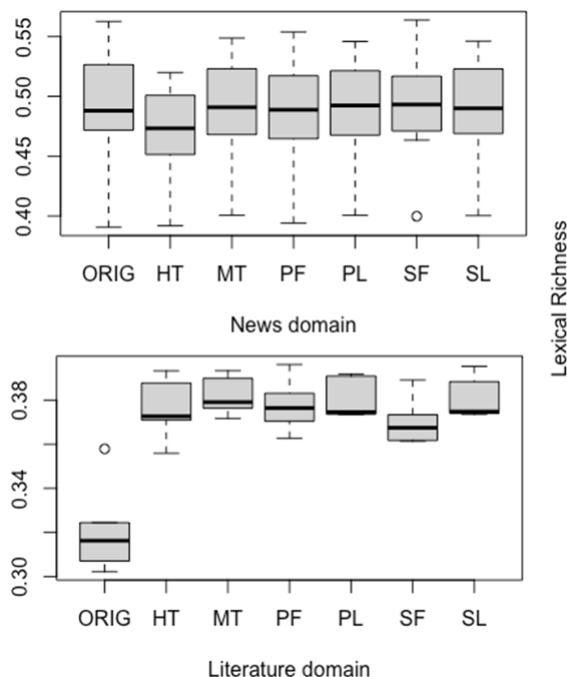 0.55
0.50
0.45
0.40
ORIG HT MT PF PL SF SL
News domain
Lexical Richness
0.38
0.34
0.30
ORIG HT MT PF PL SF SL
Literature domain